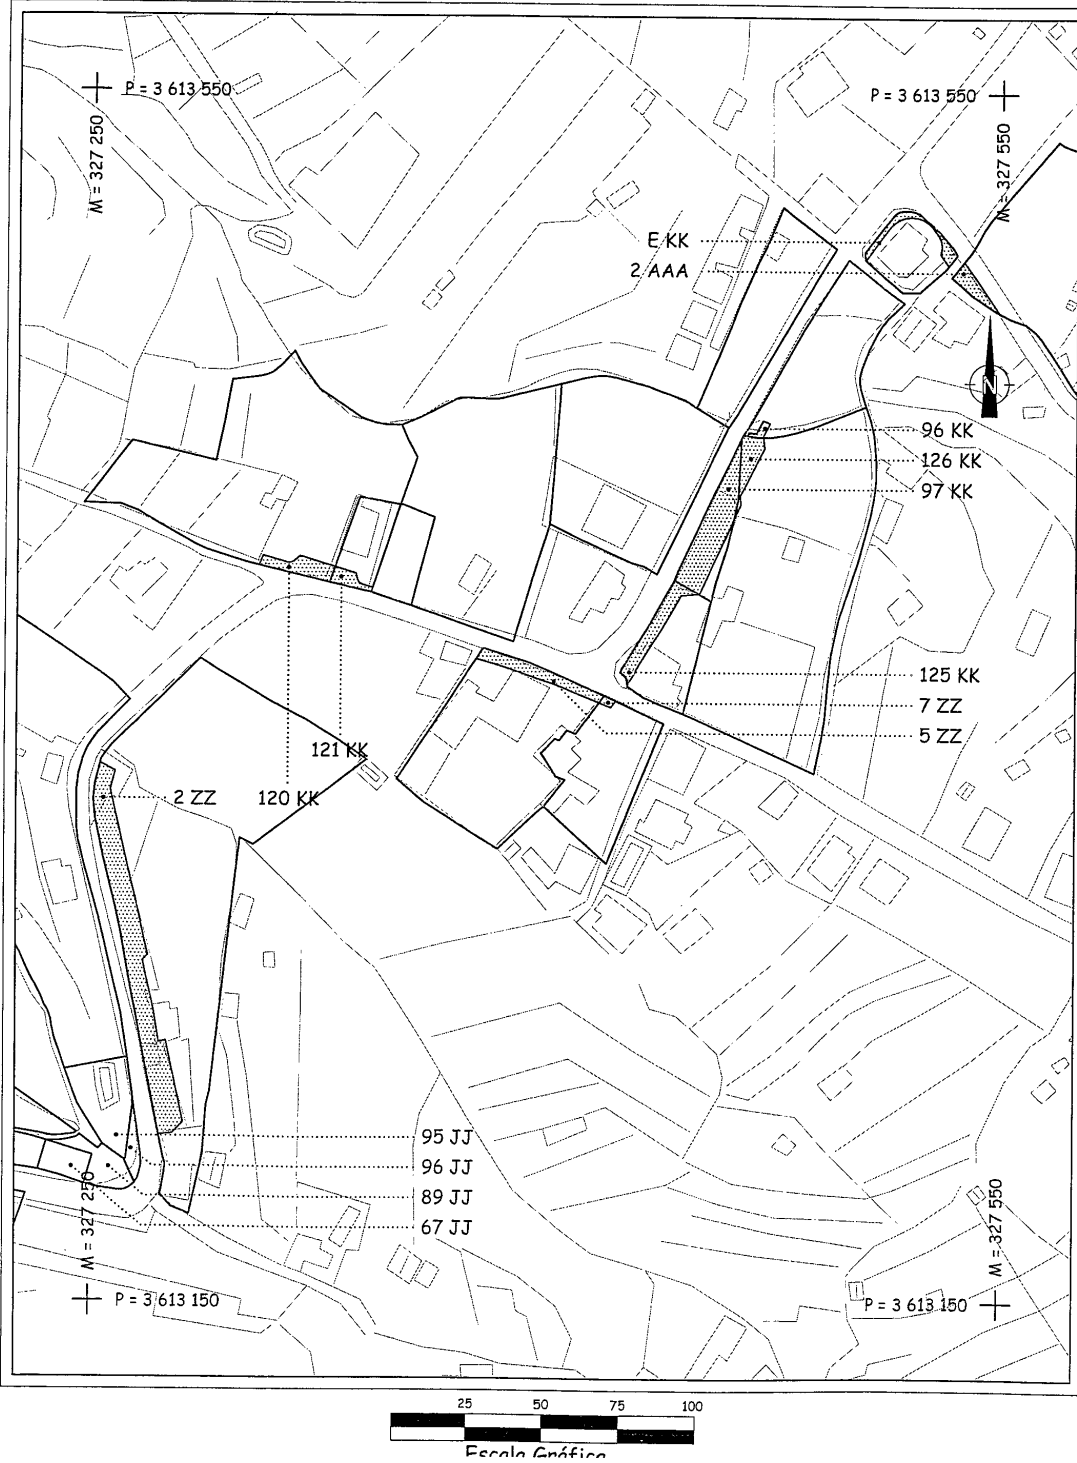 P = 3 613 550
P = 3 613 550
M = 327 250
M = 327 550
E KK
2 AAA
N
96 KK
126 KK
97 KK
125 KK
7 ZZ
5 ZZ
121 KK
2 ZZ
120 KK
95 JJ
96 JJ
89 JJ
67 JJ
M = 327 250
M = 327 550
P = 3 613 150
P = 3 613 150
25 50 75 100
Escala Gráfica